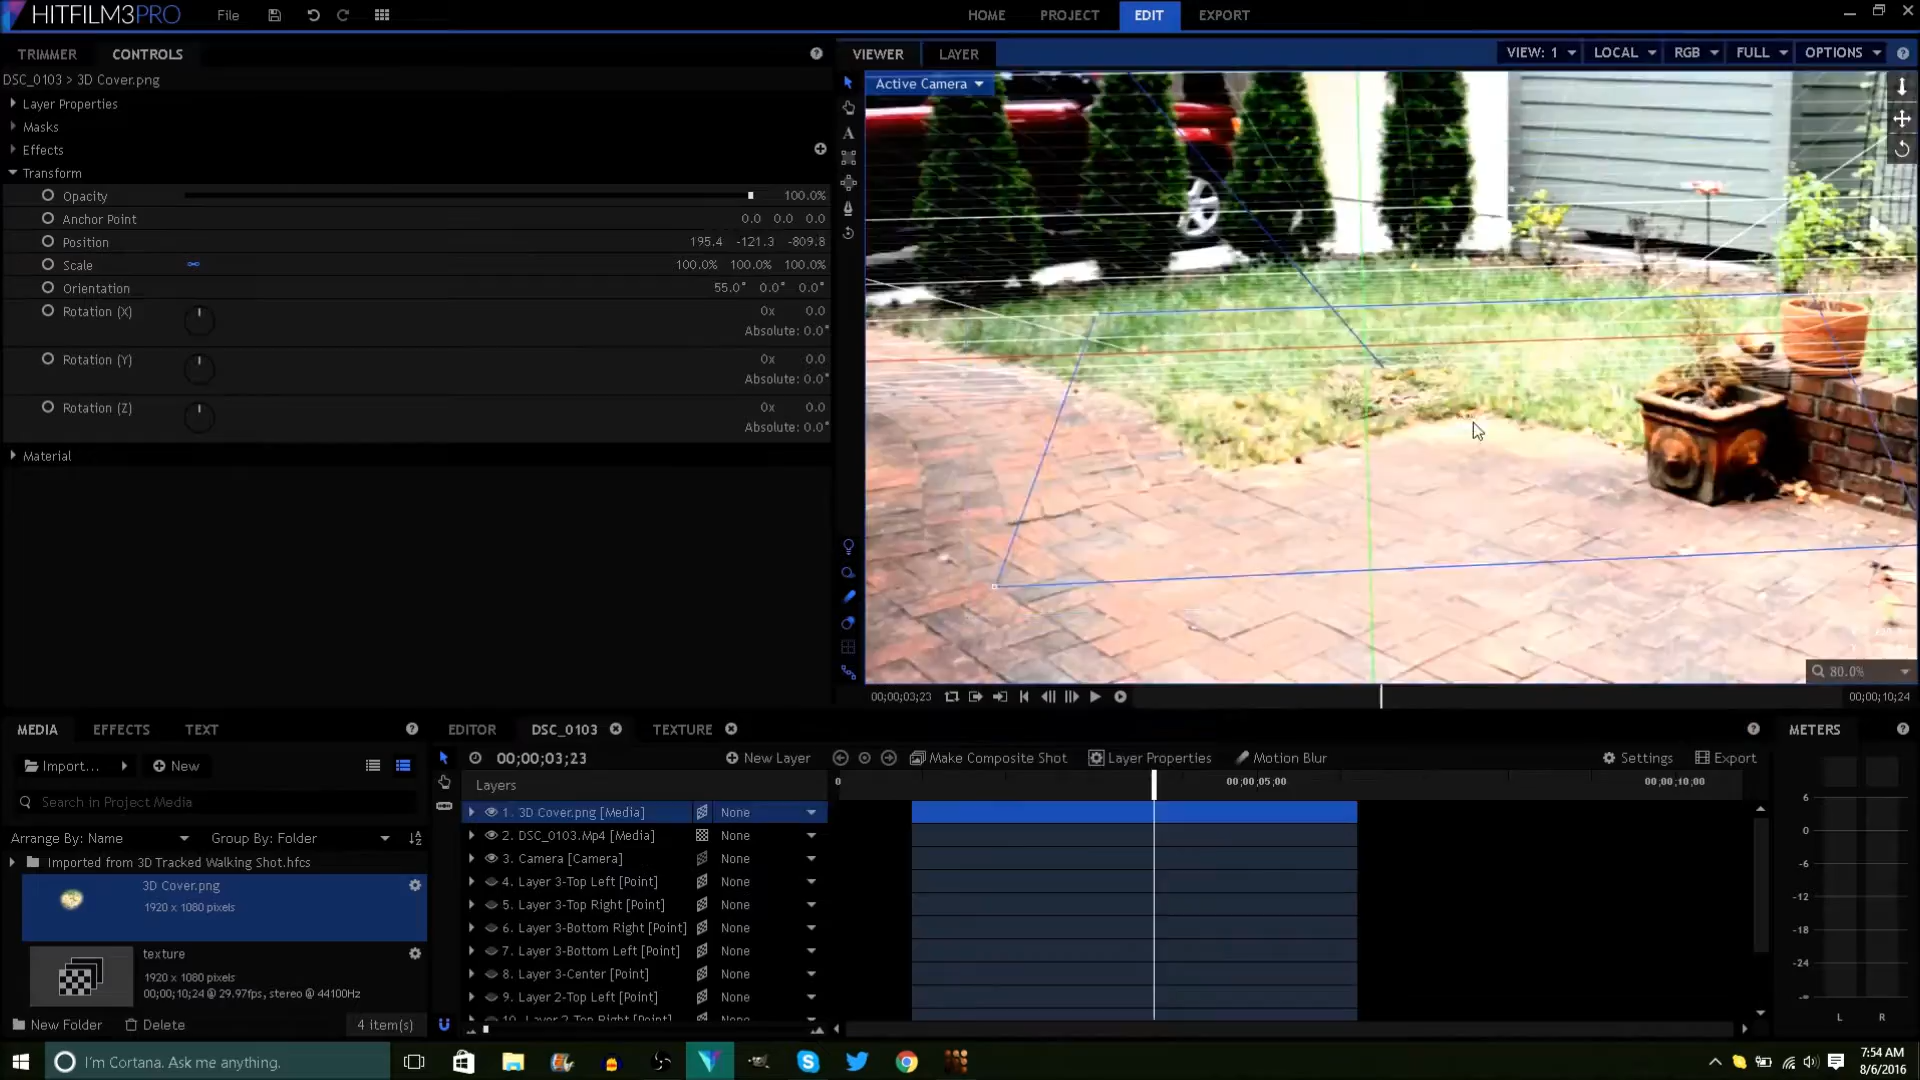 HITFILM3PRO
File
HOME
PROJECT
EDIT
EXPORT
TRIMMER
CONTROLS
VIEWER
LAYER
VIEW: 1
LOCAL
RGB
FULL
OPTIONS
DSC_0103 > 3D Cover.png
Active Camera
Layer Properties
Masks
Effects
Transform
Opacity 100.0%
Anchor Point 0.0 0.0 0.0
Position 195.4 -121.3 -809.8
Scale 100.0% 100.0% 100.0%
Orientation 55.0° 0.0° 0.0°
Rotation (X) 0x 0.0
Absolute: 0.0°
Rotation (Y) 0x 0.0
Absolute: 0.0°
Rotation (Z) 0x 0.0
Absolute: 0.0°
Material
80.0%
00;00;03;23
00;00;10;24
MEDIA
EFFECTS
TEXT
EDITOR
DSC_0103
TEXTURE
METERS
Import...
New
00;00;03;23
New Layer
Make Composite Shot
Layer Properties
Motion Blur
Settings
Export
Search in Project Media
Layers
0
00;00;05;00
00;00;10;00
Arrange By: Name
Group By: Folder
Imported from 3D Tracked Walking Shot.hfcs
3D Cover.png
1920 x 1080 pixels
texture
1920 x 1080 pixels
00;00;10;24 @ 29.97fps, stereo @ 44100Hz
1. 3D Cover.png [Media] None
2. DSC_0103.Mp4 [Media] None
3. Camera [Camera] None
4. Layer 3-Top Left [Point] None
5. Layer 3-Top Right [Point] None
6. Layer 3-Bottom Right [Point] None
7. Layer 3-Bottom Left [Point] None
8. Layer 3-Center [Point] None
9. Layer 2-Top Left [Point] None
10. Layer 2-Top Right [Point] None
6
0
-6
-12
-18
-24
-∞
L R
New Folder
Delete
4 item(s)
I'm Cortana. Ask me anything.
7:54 AM
8/6/2016